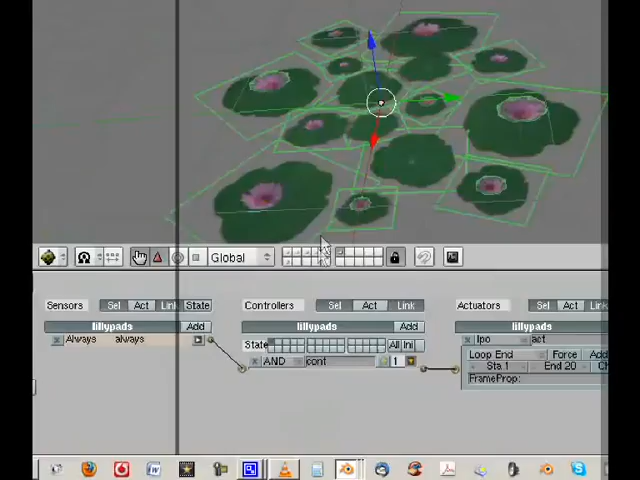 Global
Sensors Sel Act Link State Controllers Sel Act Link Actuators Sel Act
lillypads Add lillypads Add lillypads
Always always State All Ini Ipo act
AND cont 1 Loop End Force Add
Sta 1 End 20
FrameProp: